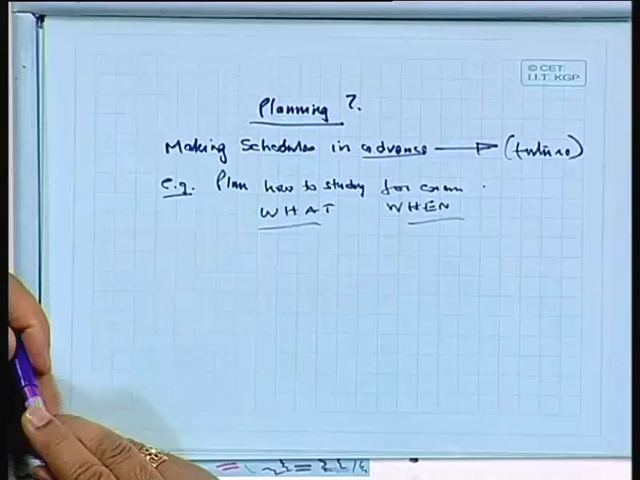 © CET
I.I.T. KGP
Planning ?.
Making Schedules in advance → (future)
e.g. Plan how to study for exam.
WHAT WHEN